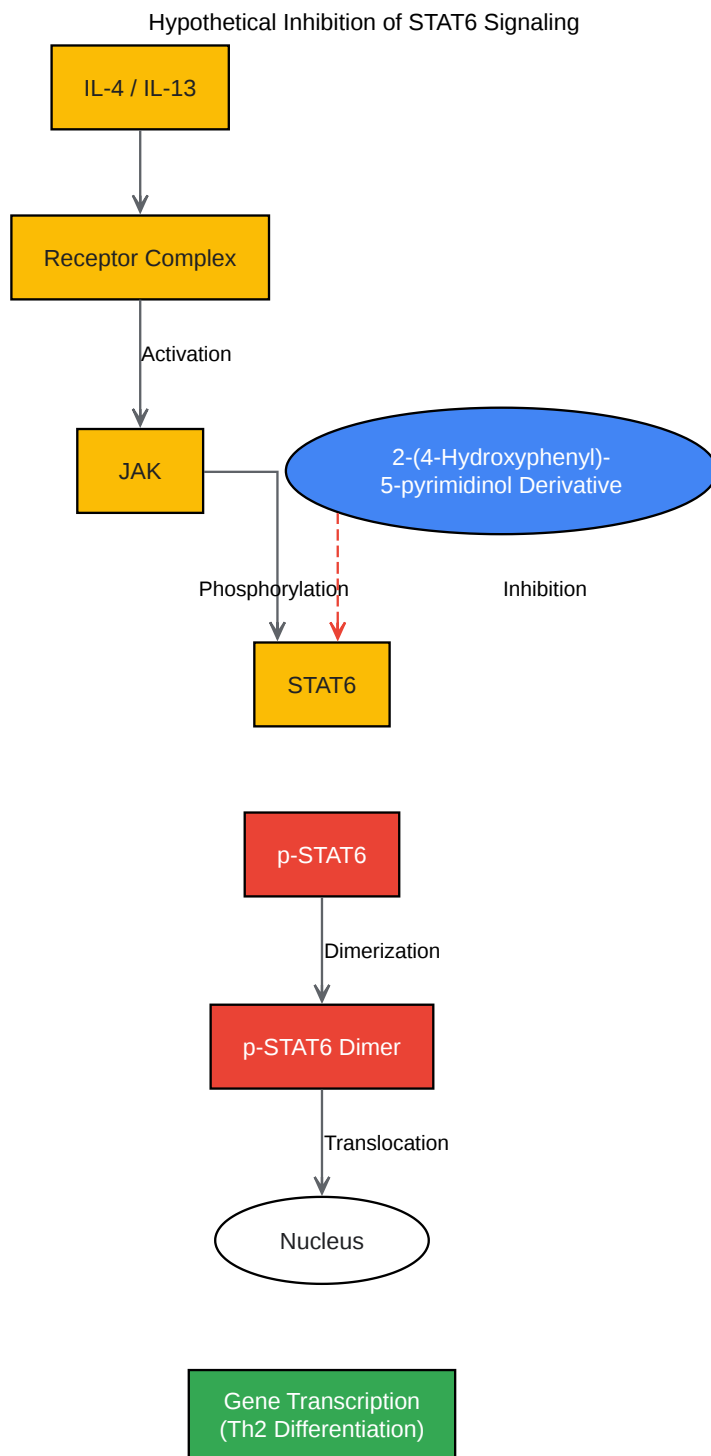 Hypothetical Inhibition of STAT6 Signaling
IL-4 / IL-13
Receptor Complex
Activation
JAK
2-(4-Hydroxyphenyl)-
5-pyrimidinol Derivative
Phosphorylation
Inhibition
STAT6
p-STAT6
Dimerization
p-STAT6 Dimer
Translocation
Nucleus
Gene Transcription
(Th2 Differentiation)